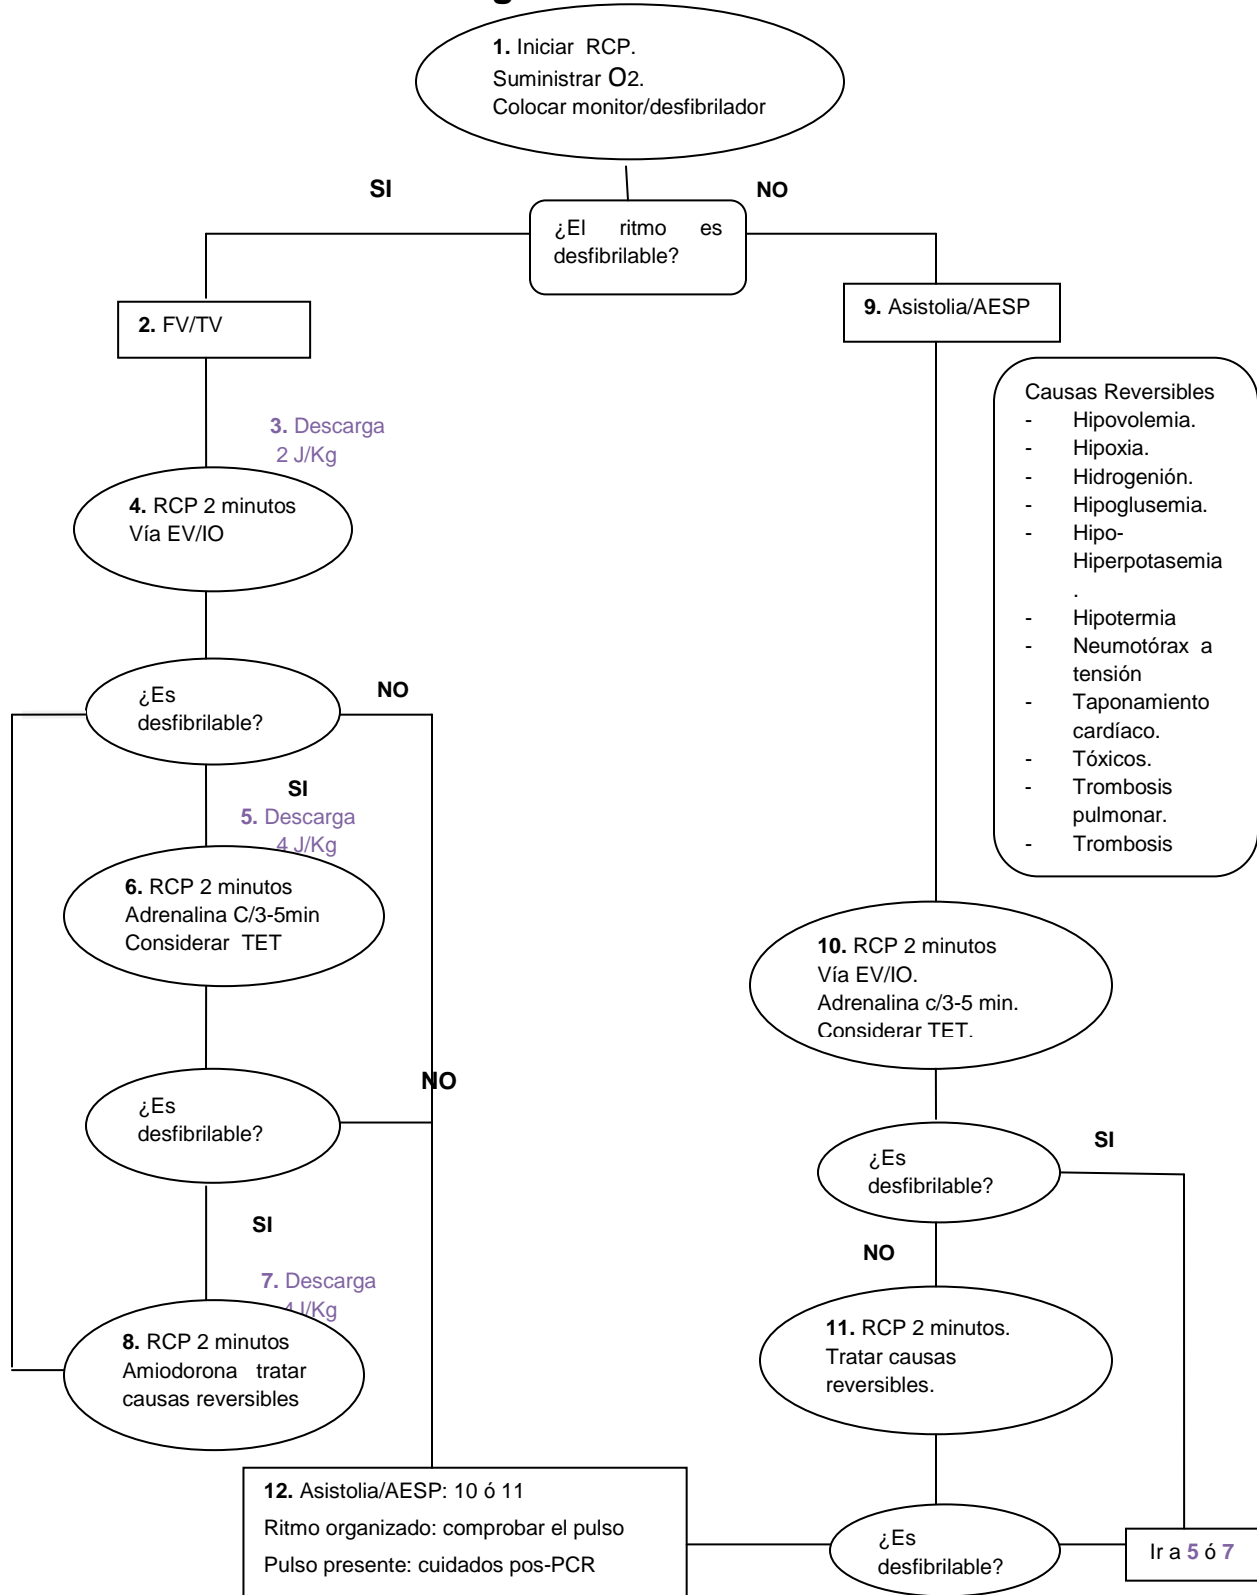 1. Iniciar RCP.
Suministrar O2.
Colocar monitor/desfibrilador
SI
NO
¿El ritmo es
desfibrilable?
2. FV/TV
9. Asistolia/AESP
3. Descarga
2 J/Kg
4. RCP 2 minutos
Vía EV/IO
Causas Reversibles
- Hipovolemia.
- Hipoxia.
- Hidrogenión.
- Hipoglusemia.
- Hipo-
Hiperpotasemia
.
- Hipotermia
- Neumotórax a
tensión
- Taponamiento
cardíaco.
- Tóxicos.
- Trombosis
pulmonar.
- Trombosis
¿Es
desfibrilable?
NO
SI
5. Descarga
4 J/Kg
6. RCP 2 minutos
Adrenalina C/3-5min
Considerar TET
10. RCP 2 minutos
Vía EV/IO.
Adrenalina c/3-5 min.
Considerar TET.
¿Es
desfibrilable?
NO
¿Es
desfibrilable?
SI
SI
NO
7. Descarga
4J/Kg
8. RCP 2 minutos
Amiodorona tratar
causas reversibles
11. RCP 2 minutos.
Tratar causas
reversibles.
12. Asistolia/AESP: 10 ó 11
Ritmo organizado: comprobar el pulso
Pulso presente: cuidados pos-PCR
¿Es
desfibrilable?
Ir a 5 ó 7